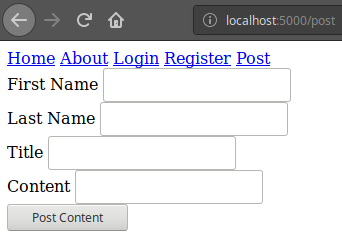 localhost:5000/post
Home About Login Register Post
First Name
Last Name
Title
Content
Post Content